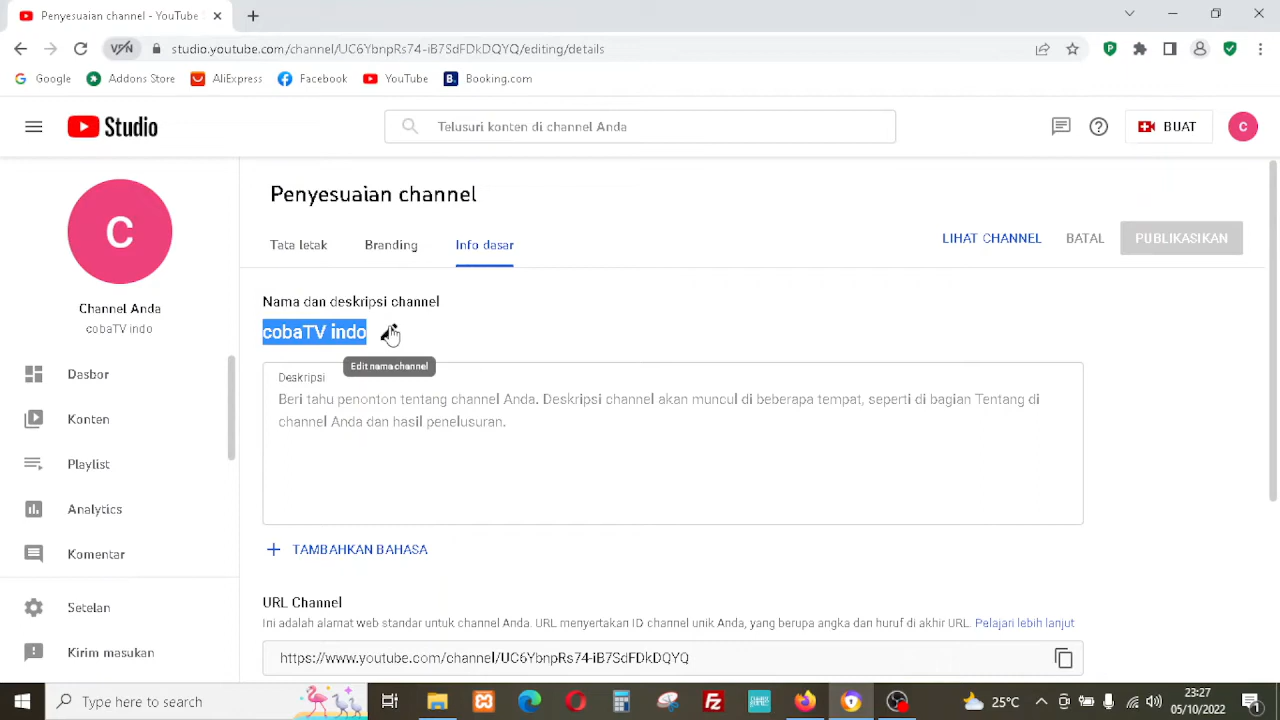 Penyesuaian channel - YouTube
studio.youtube.com/channel/UC6YbnpRs74-iB7SdFDkDQYQ/editing/details
VPN
Google
Addons Store
AliExpress
Facebook
YouTube
B.
Booking.com
Studio
Telusuri konten di channel Anda
BUAT
C
C
Channel Anda
cobaTV indo
Dasbor
Konten
Playlist
Analytics
Komentar
Setelan
Kirim masukan
Penyesuaian channel
Tata letak
Branding
Info dasar
LIHAT CHANNEL
BATAL
PUBLIKASIKAN
Nama dan deskripsi channel
cobaTV indo
Edit nama channel
Deskripsi
Beri tahu penonton tentang channel Anda. Deskripsi channel akan muncul di beberapa tempat, seperti di bagian Tentang di
channel Anda dan hasil penelusuran.
TAMBAHKAN BAHASA
URL Channel
Ini adalah alamat web standar untuk channel Anda. URL menyertakan ID channel unik Anda, yang berupa angka dan huruf di akhir URL. Pelajari lebih lanjut
https://www.youtube.com/channel/UC6YbnpRs74-iB7SdFDkDQYQ
Type here to search
25°C
23:27
05/10/2022